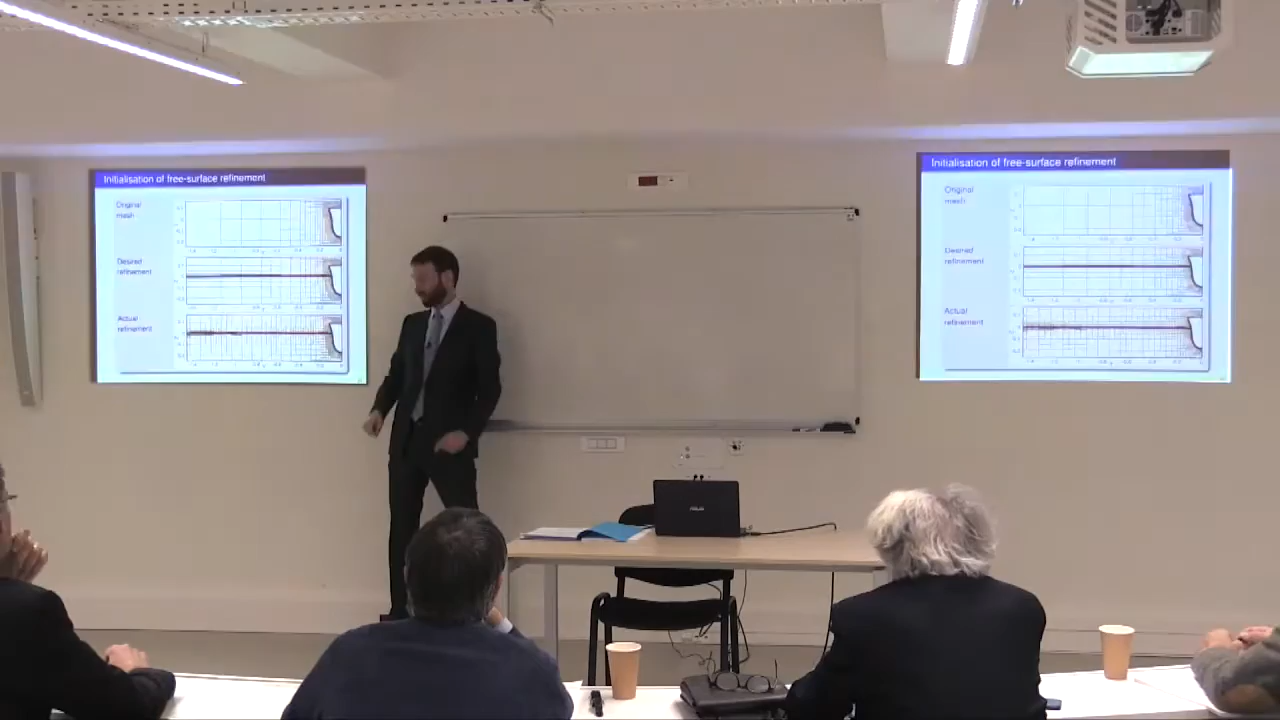 Initialisation of free-surface refinement
Original
mesh
Desired
refinement
Actual
refinement
ASUS
Initialisation of free-surface refinement
Original
mesh
Desired
refinement
Actual
refinement